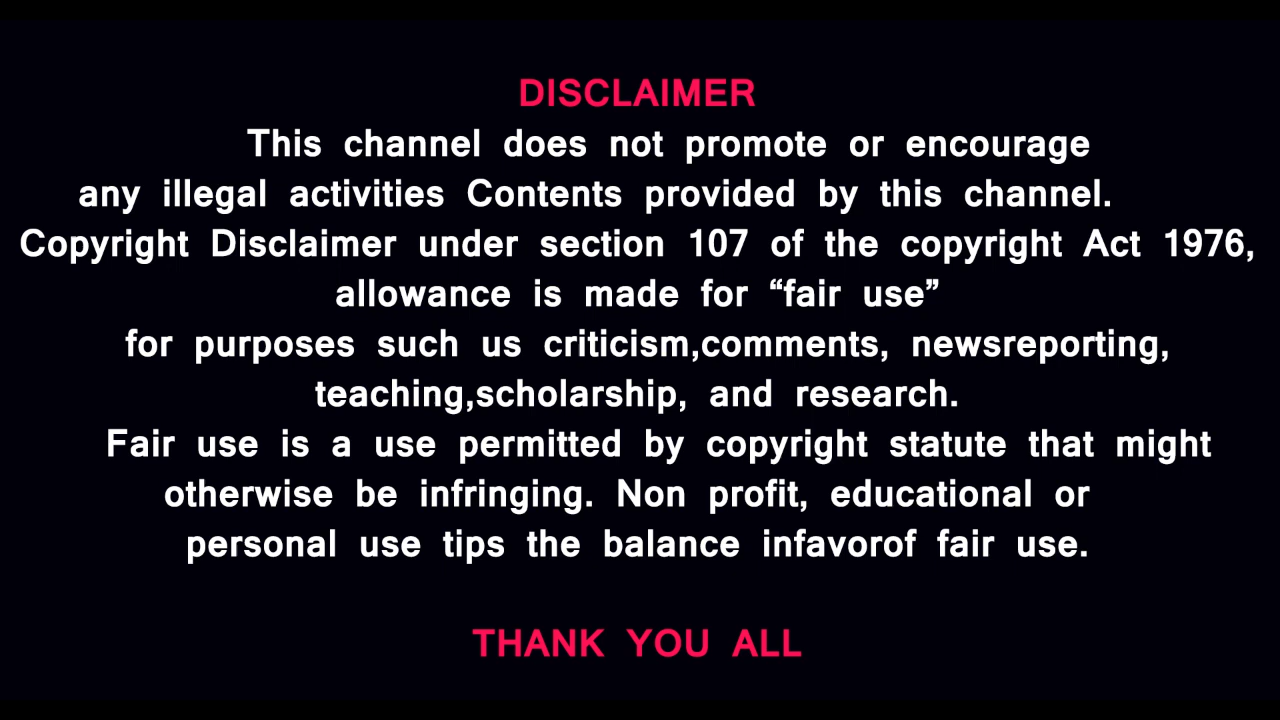 DISCLAIMER
This channel does not promote or encourage
any illegal activities Contents provided by this channel.
Copyright Disclaimer under section 107 of the copyright Act 1976,
allowance is made for “fair use”
for purposes such us criticism,comments, newsreporting,
teaching,scholarship, and research.
Fair use is a use permitted by copyright statute that might
otherwise be infringing. Non profit, educational or
personal use tips the balance infavorof fair use.
THANK YOU ALL